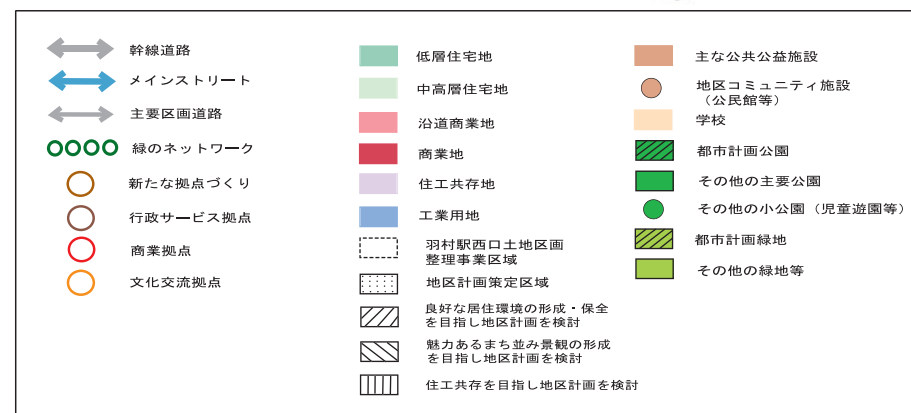 幹線道路
メインストリート
主要区画道路
緑のネットワーク
新たな拠点づくり
行政サービス拠点
商業拠点
文化交流拠点
低層住宅地
中高層住宅地
沿道商業地
商業地
住工共存地
工業用地
羽村駅西口土地区画
整理事業区域
地区計画策定区域
良好な居住環境の形成・保全
を目指し地区計画を検討
魅力あるまち並み景観の形成
を目指し地区計画を検討
住工共存を目指し地区計画を検討
主な公共公益施設
地区コミュニティ施設
（公民館等）
学校
都市計画公園
その他の主要公園
その他の小公園（児童遊園等）
都市計画緑地
その他の緑地等